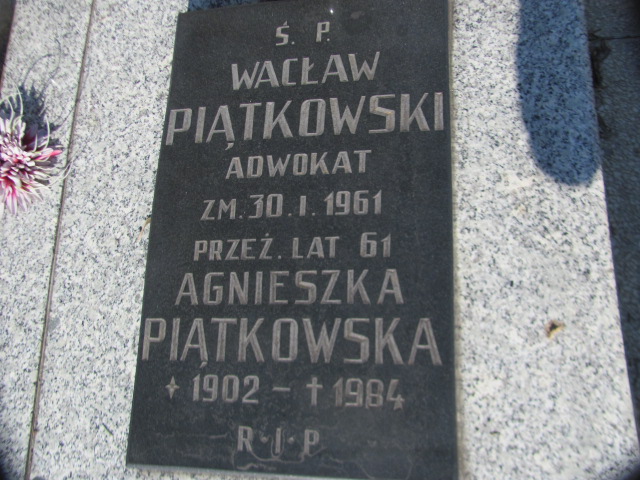 Ś. P.
WACŁAW
PIĄTKOWSKI
ADWOKAT
ZM. 30. I. 1961
PRZEŻ. LAT 61
AGNIESZKA
PIĄTKOWSKA
✦ 1902 - † 1984
R·I·P